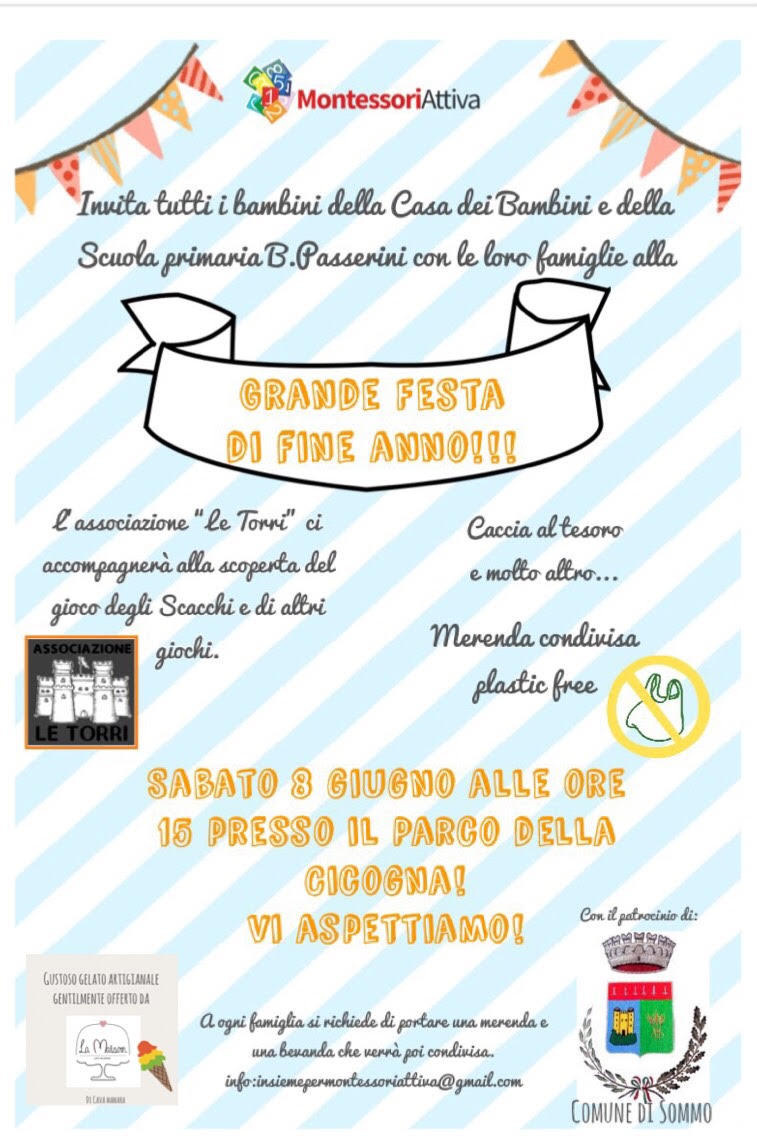 MontessoriAttiva
Invita tutti i bambini della Casa dei Bambini e della
Scuola primaria B.Passerini con le loro famiglie alla
GRANDE FESTA
DI FINE ANNO!!!
L'associazione "Le Torri" ci
accompagnerà alla scoperta del
gioco degli Scacchi e di altri
giochi.
ASSOCIAZIONE
LE TORRI
Caccia al tesoro
e molto altro...
Merenda condivisa
plastic free
SABATO 8 GIUGNO ALLE ORE
15 PRESSO IL PARCO DELLA
CICOGNA!
VI ASPETTIAMO!
Con il patrocinio di:
COMUNE DI SOMMO
GUSTOSO GELATO ARTIGIANALE
GENTILMENTE OFFERTO DA
La Maison
DI CAVA MANARA
A ogni famiglia si richiede di portare una merenda e
una bevanda che verrà poi condivisa.
info:insiemepermontessoriattiva@gmail.com